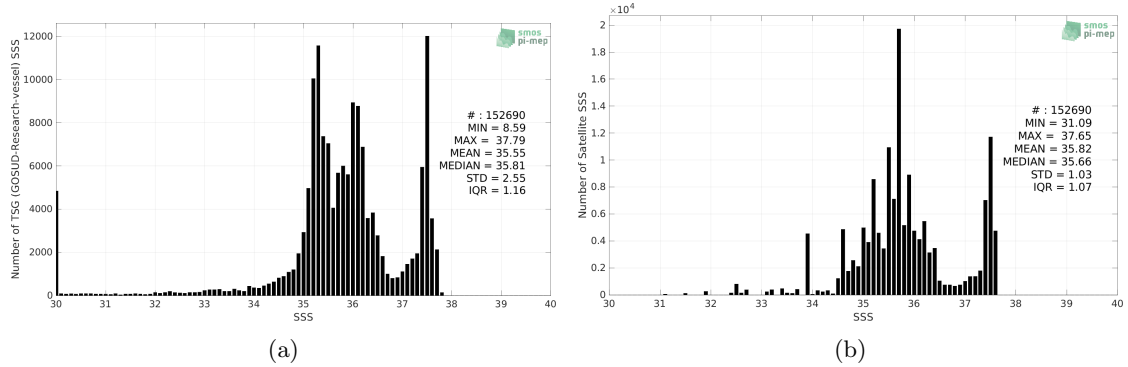 12000
10000
8000
6000
4000
2000
0
Number of TSG (GOSUD-Research-vessel) SSS
smos
pi-mep
# : 152690
MIN = 8.59
MAX = 37.79
MEAN = 35.55
MEDIAN = 35.81
STD = 2.55
IQR = 1.16
30 31 32 33 34 35 36 37 38 39 40
SSS
(a)
×10⁴
2
1.8
1.6
1.4
1.2
1
0.8
0.6
0.4
0.2
0
Number of Satellite SSS
smos
pi-mep
# : 152690
MIN = 31.09
MAX = 37.65
MEAN = 35.82
MEDIAN = 35.66
STD = 1.03
IQR = 1.07
30 31 32 33 34 35 36 37 38 39 40
SSS
(b)